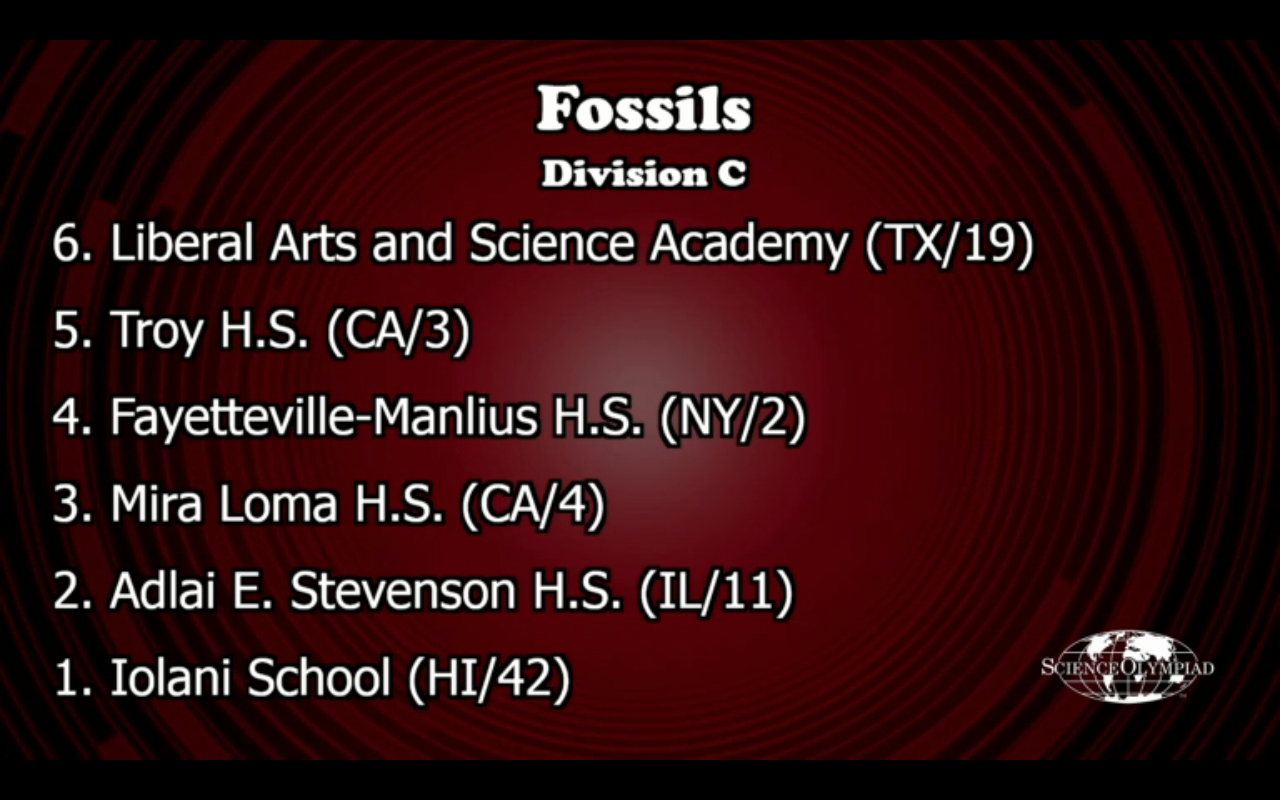 Fossils
Division C
6. Liberal Arts and Science Academy (TX/19)
5. Troy H.S. (CA/3)
4. Fayetteville-Manlius H.S. (NY/2)
3. Mira Loma H.S. (CA/4)
2. Adlai E. Stevenson H.S. (IL/11)
1. Iolani School (HI/42)
SCIENCE OLYMPIAD